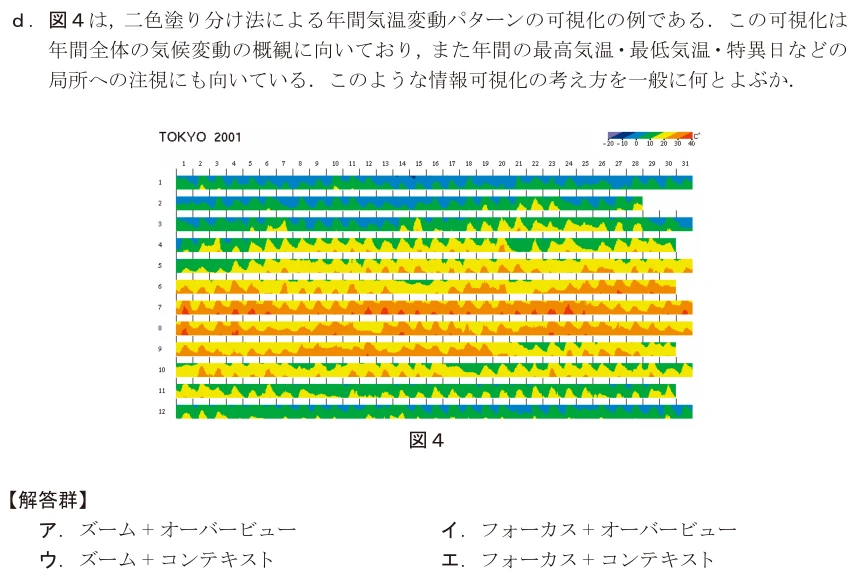 d．図4は，二色塗り分け法による年間気温変動パターンの可視化の例である．この可視化は
年間全体の気候変動の概観に向いており，また年間の最高気温・最低気温・特異日などの
局所への注視にも向いている．このような情報可視化の考え方を一般に何とよぶか．
TOKYO 2001
C°
-20 -10 0 10 20 30 40
1 2 3 4 5 6 7 8 9 10 11 12 13 14 15 16 17 18 19 20 21 22 23 24 25 26 27 28 29 30 31
1
2
3
4
5
6
7
8
9
10
11
12
図4
【解答群】
ア．ズーム＋オーバービュー　イ．フォーカス＋オーバービュー
ウ．ズーム＋コンテキスト　エ．フォーカス＋コンテキスト